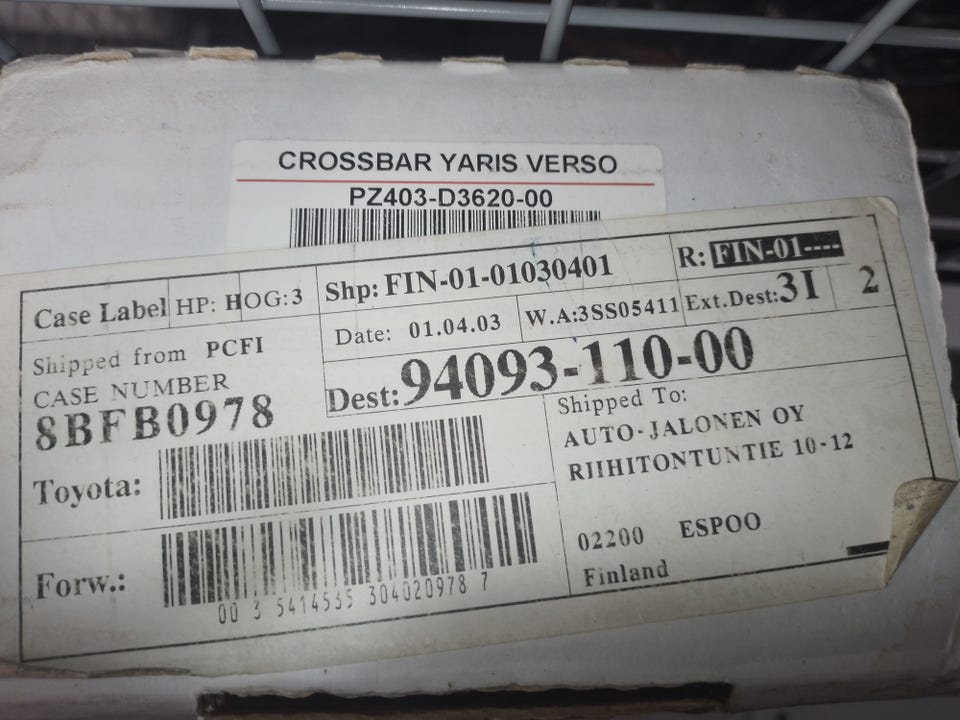 CROSSBAR YARIS VERSO
PZ403-D3620-00
Case Label HP: HOG:3
Shp: FIN-01-01030401
R: FIN-01----
Date: 01.04.03
W.A:3SS05411
Ext.Dest:3I 2
Shipped from PCFI
CASE NUMBER
8BFB0978
Dest:94093-110-00
Toyota:
Shipped To:
AUTO-JALONEN OY
RIIHITONTUNTIE 10-12
02200 ESPOO
Finland
Forw.:
00 3 5414535 304020978 7